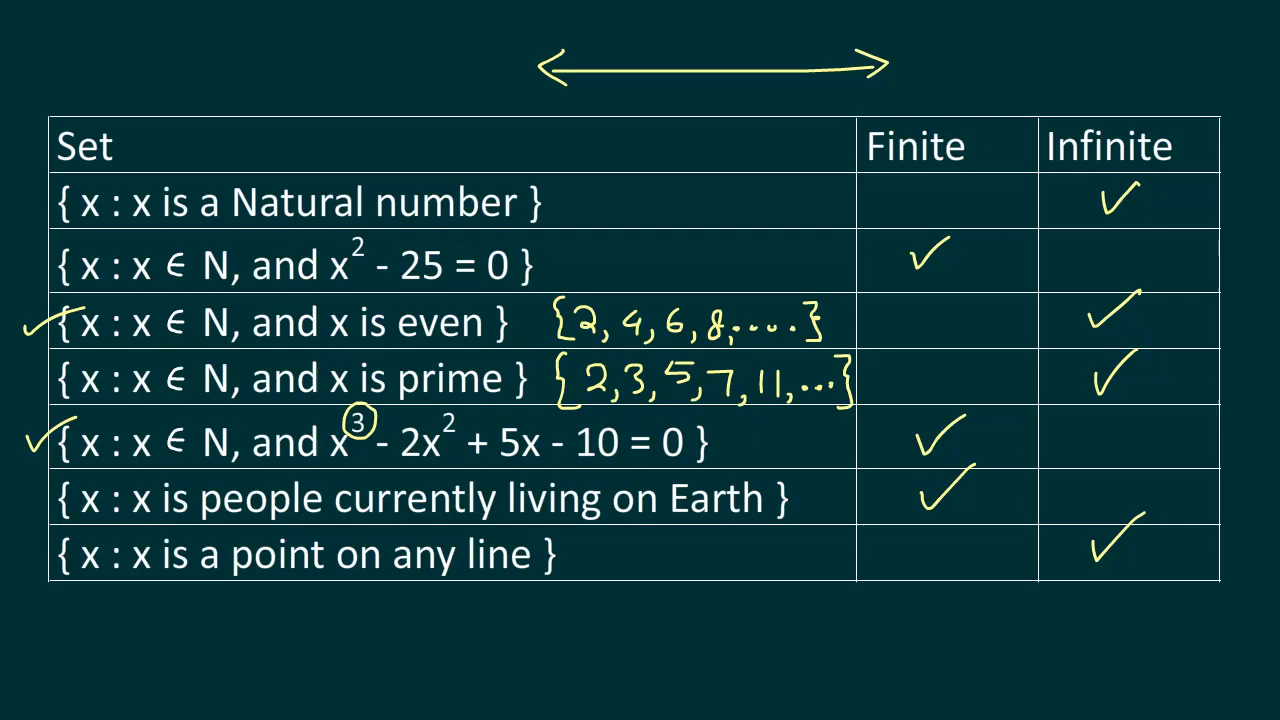 Set Finite Infinite
{ x : x is a Natural number } ✓
{ x : x ∈ N, and x² - 25 = 0 } ✓
✓ { x : x ∈ N, and x is even } {2, 4, 6, 8, ....} ✓
{ x : x ∈ N, and x is prime } {2, 3, 5, 7, 11, ...} ✓
✓ { x : x ∈ N, and x³ - 2x² + 5x - 10 = 0 } ✓
{ x : x is people currently living on Earth } ✓
{ x : x is a point on any line } ✓